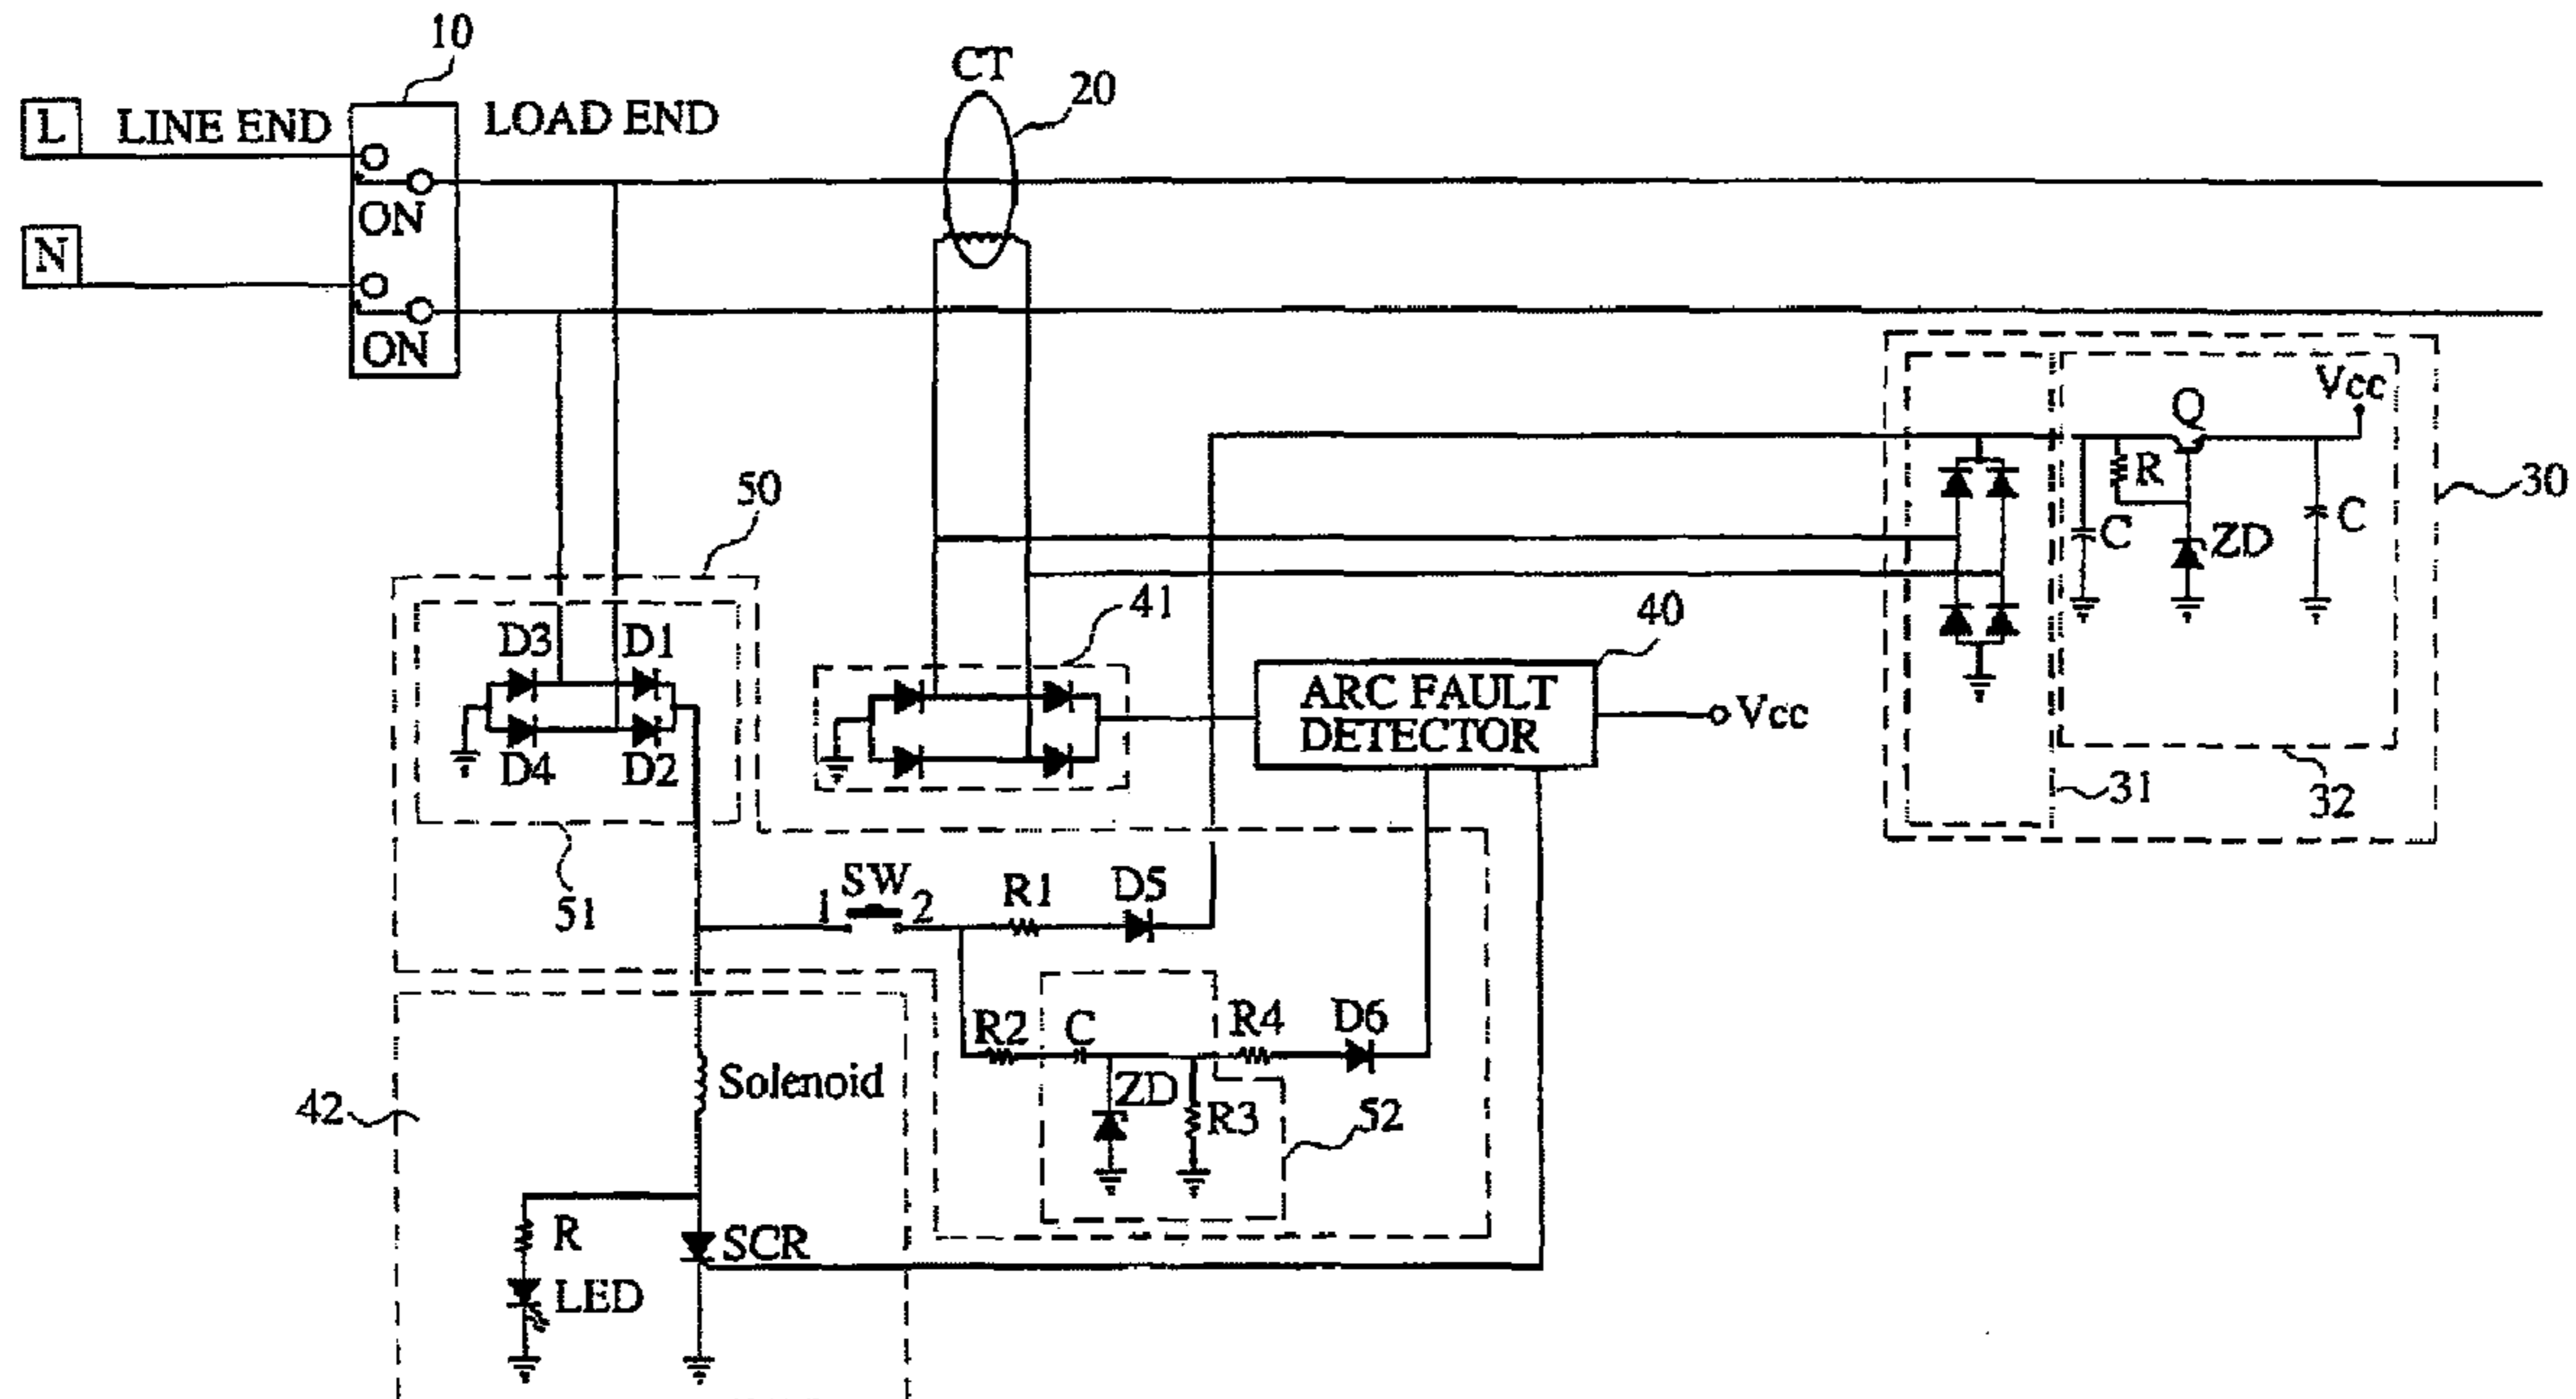 10
CT
20
L LINE END LOAD END
ON
N
ON
Vcc
Q
R
30
C
ZD
C
50
41
40
D3 D1
ARC FAULT
DETECTOR
Vcc
D4 D2
31
32
51
1 SW 2 R1 D5
R2 C R4 D6
Solenoid
ZD
R3
52
42
R
SCR
LED